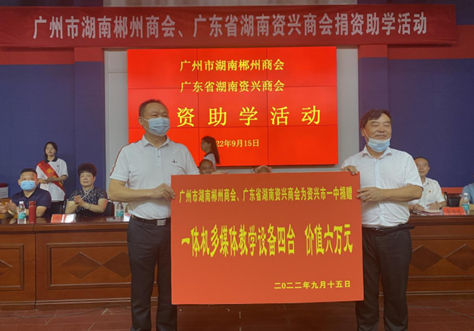 广州市湖南郴州商会、广东省湖南资兴商会捐资助学活动
广州市湖南郴州商会
广东省湖南资兴商会
资助学活动
22年9月15日
广州市湖南郴州商会、广东省湖南资兴商会为资兴市一中捐赠
一体机多媒体教学设备四台 价值六万元
二〇二二年九月十五日